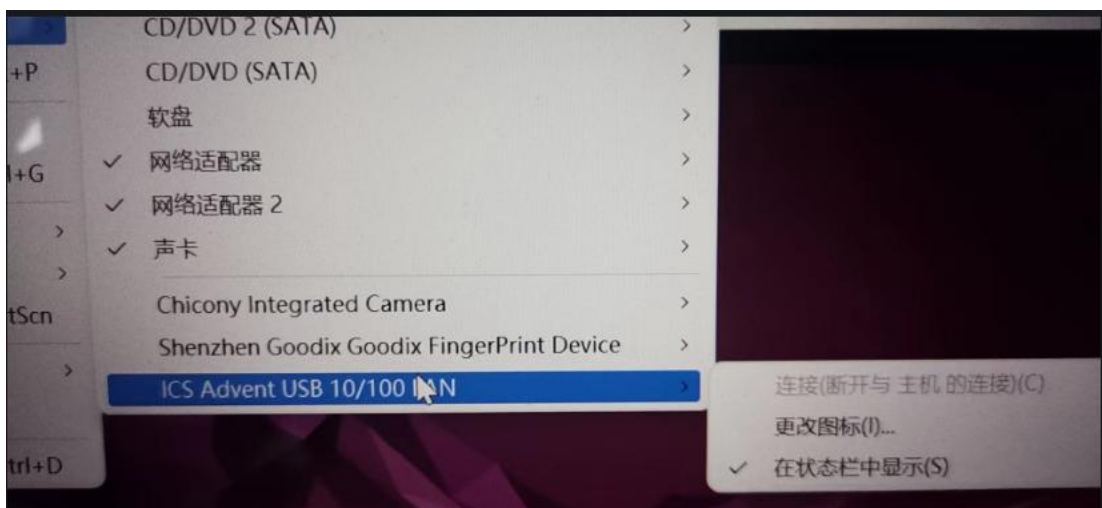 CD/DVD 2 (SATA)
+P
CD/DVD (SATA)
软盘
+G
网络适配器
网络适配器 2
声卡
tScn
Chicony Integrated Camera
Shenzhen Goodix Goodix FingerPrint Device
ICS Advent USB 10/100 LAN
连接(断开与 主机 的连接)(C)
更改图标(I)...
trl+D
在状态栏中显示(S)